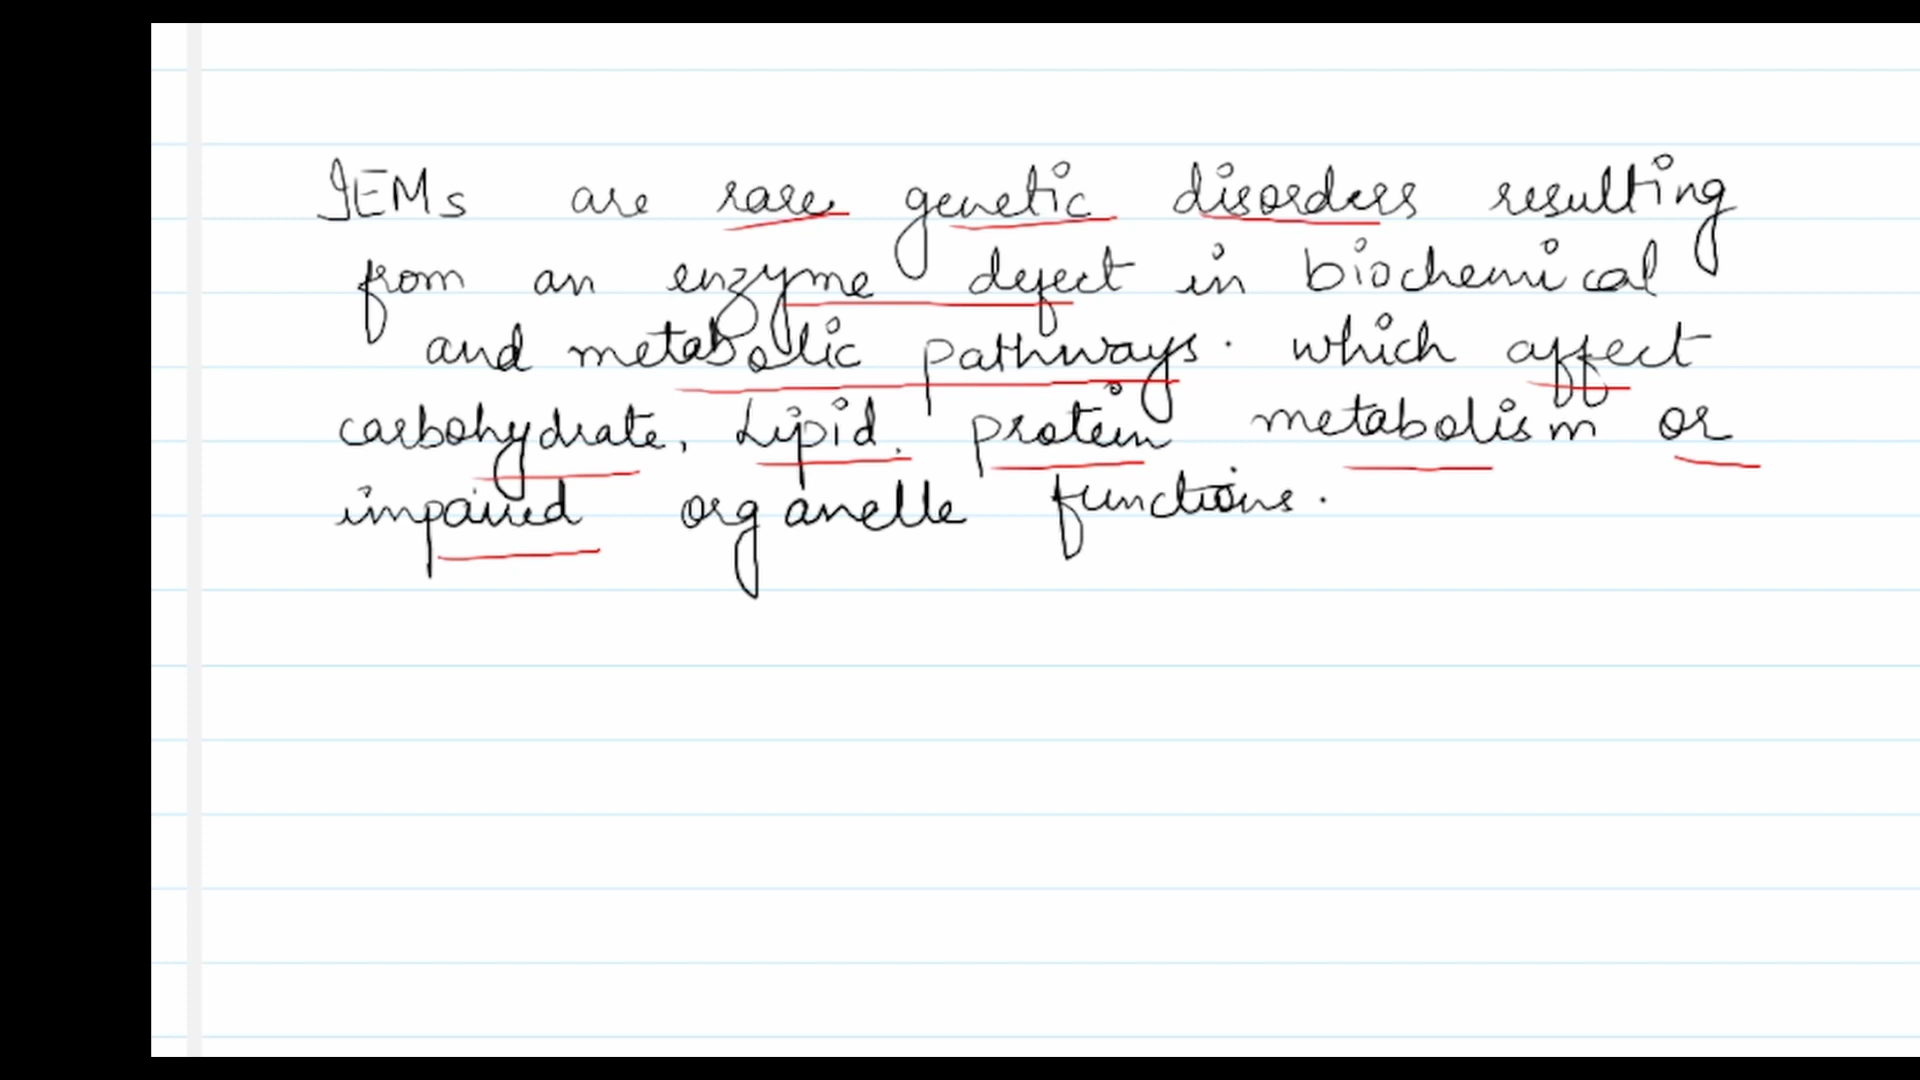 IEMs are rare genetic disorders resulting
from an enzyme defect in biochemical
and metabolic pathways. which affect
carbohydrate, Lipid, protein metabolism or
impaired organelle functions.